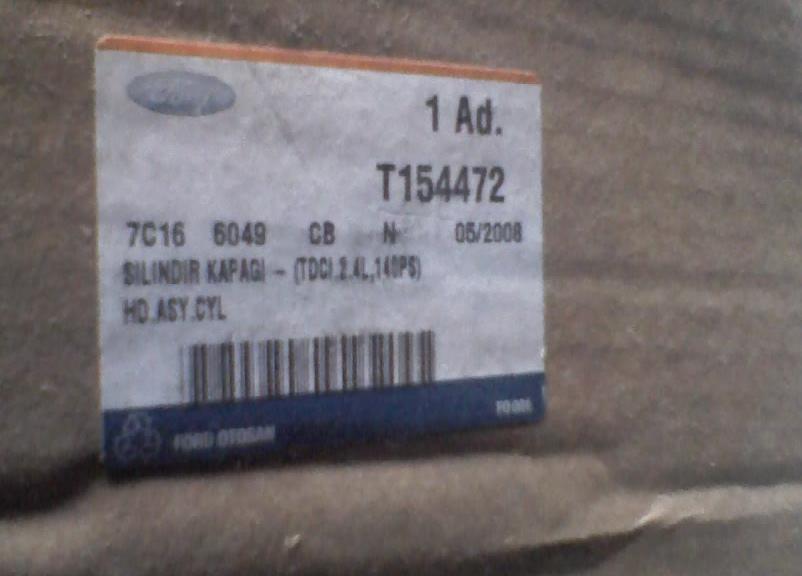 Ford
1 Ad.
T154472
7C16 6049 CB N 05/2008
SILINDIR KAPAGI - (TDCI,2.4L,140PS)
HD.ASY.CYL
FORD OTOSAN